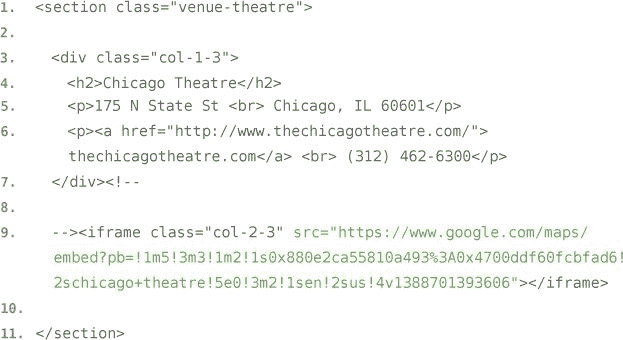 1. <section class="venue-theatre">
2.
3. <div class="col-1-3">
4. <h2>Chicago Theatre</h2>
5. <p>175 N State St <br> Chicago, IL 60601</p>
6. <p><a href="http://www.thechicagotheatre.com/">
thechicagotheatre.com</a> <br> (312) 462-6300</p>
7. </div><!--
8.
9. --><iframe class="col-2-3" src="https://www.google.com/maps/
embed?pb=!1m5!3m3!1m2!1s0x880e2ca55810a493%3A0x4700ddf60fcbfad6!
2schicago+theatre!5e0!3m2!1sen!2sus!4v1388701393606"></iframe>
10.
11. </section>